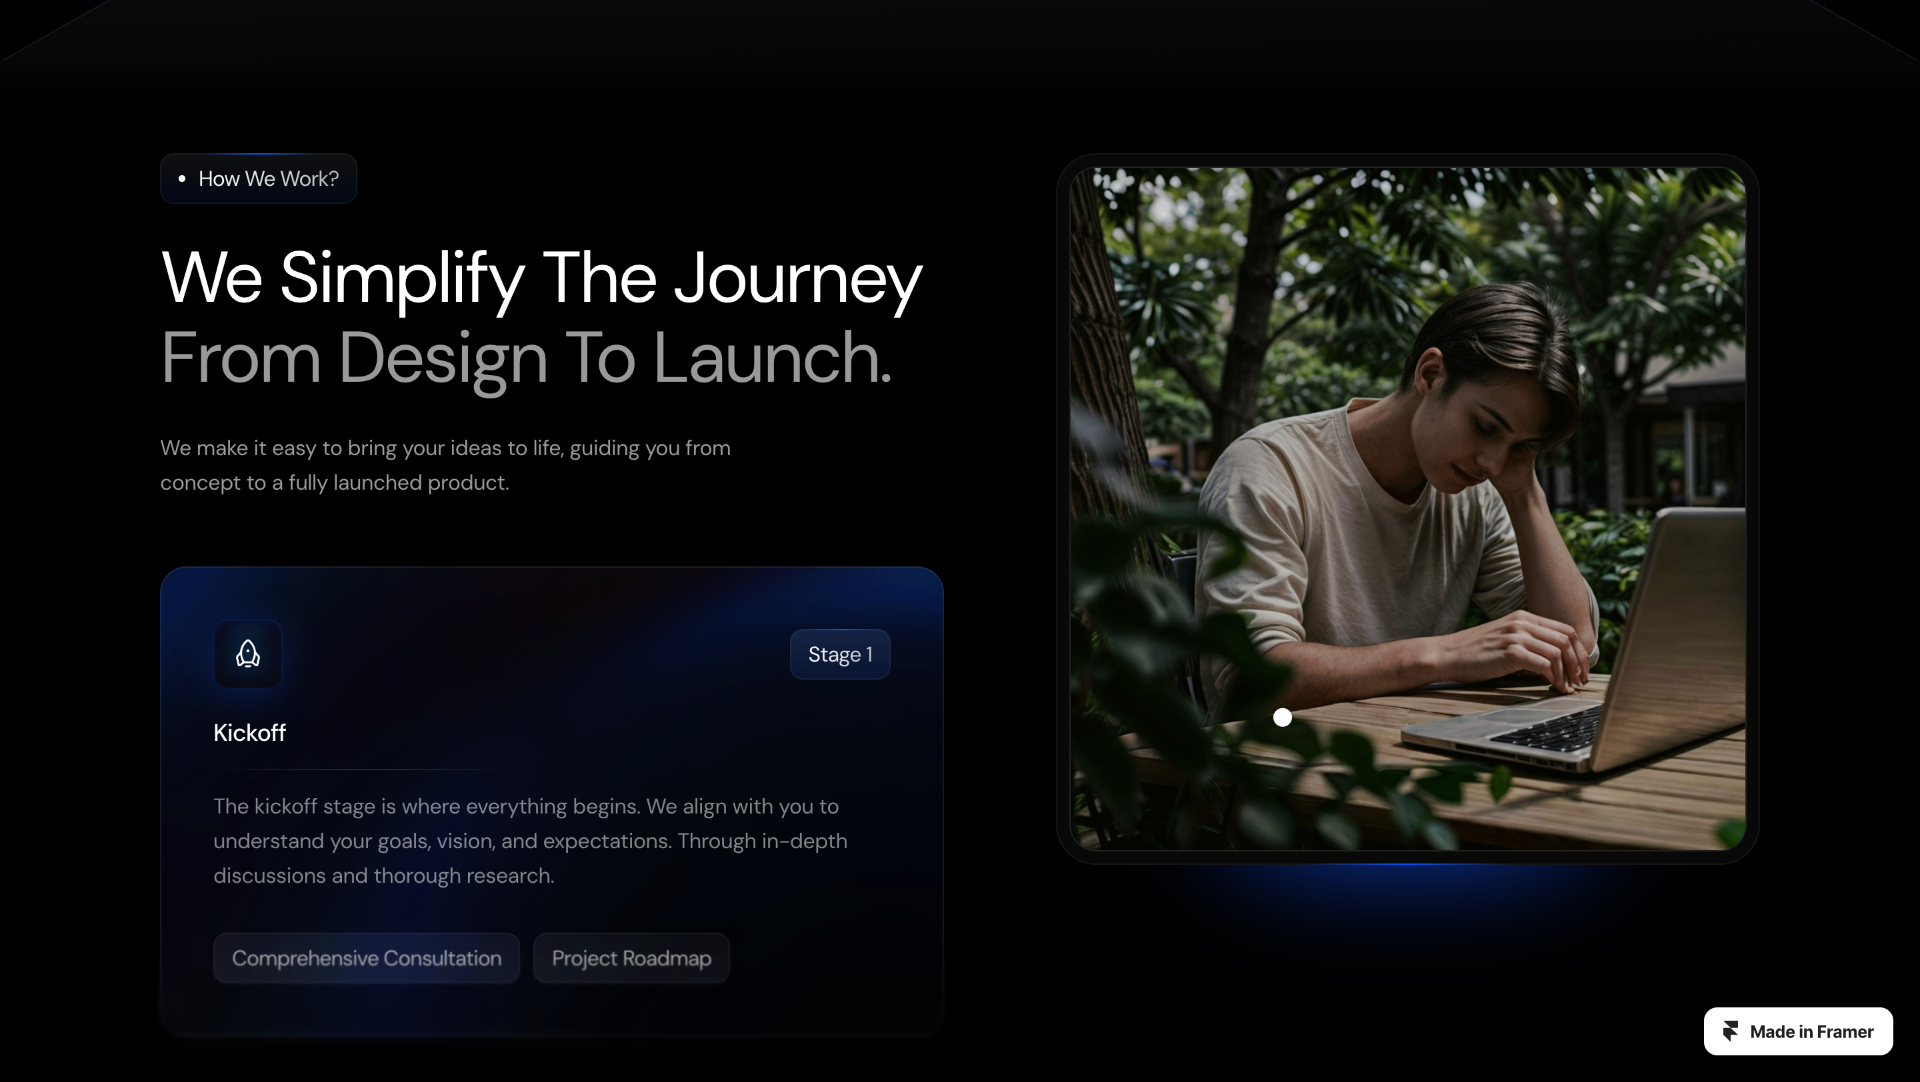 How We Work?
We Simplify The Journey
From Design To Launch.
We make it easy to bring your ideas to life, guiding you from
concept to a fully launched product.
Stage 1
Kickoff
The kickoff stage is where everything begins. We align with you to
understand your goals, vision, and expectations. Through in-depth
discussions and thorough research.
Comprehensive Consultation
Project Roadmap
Made in Framer